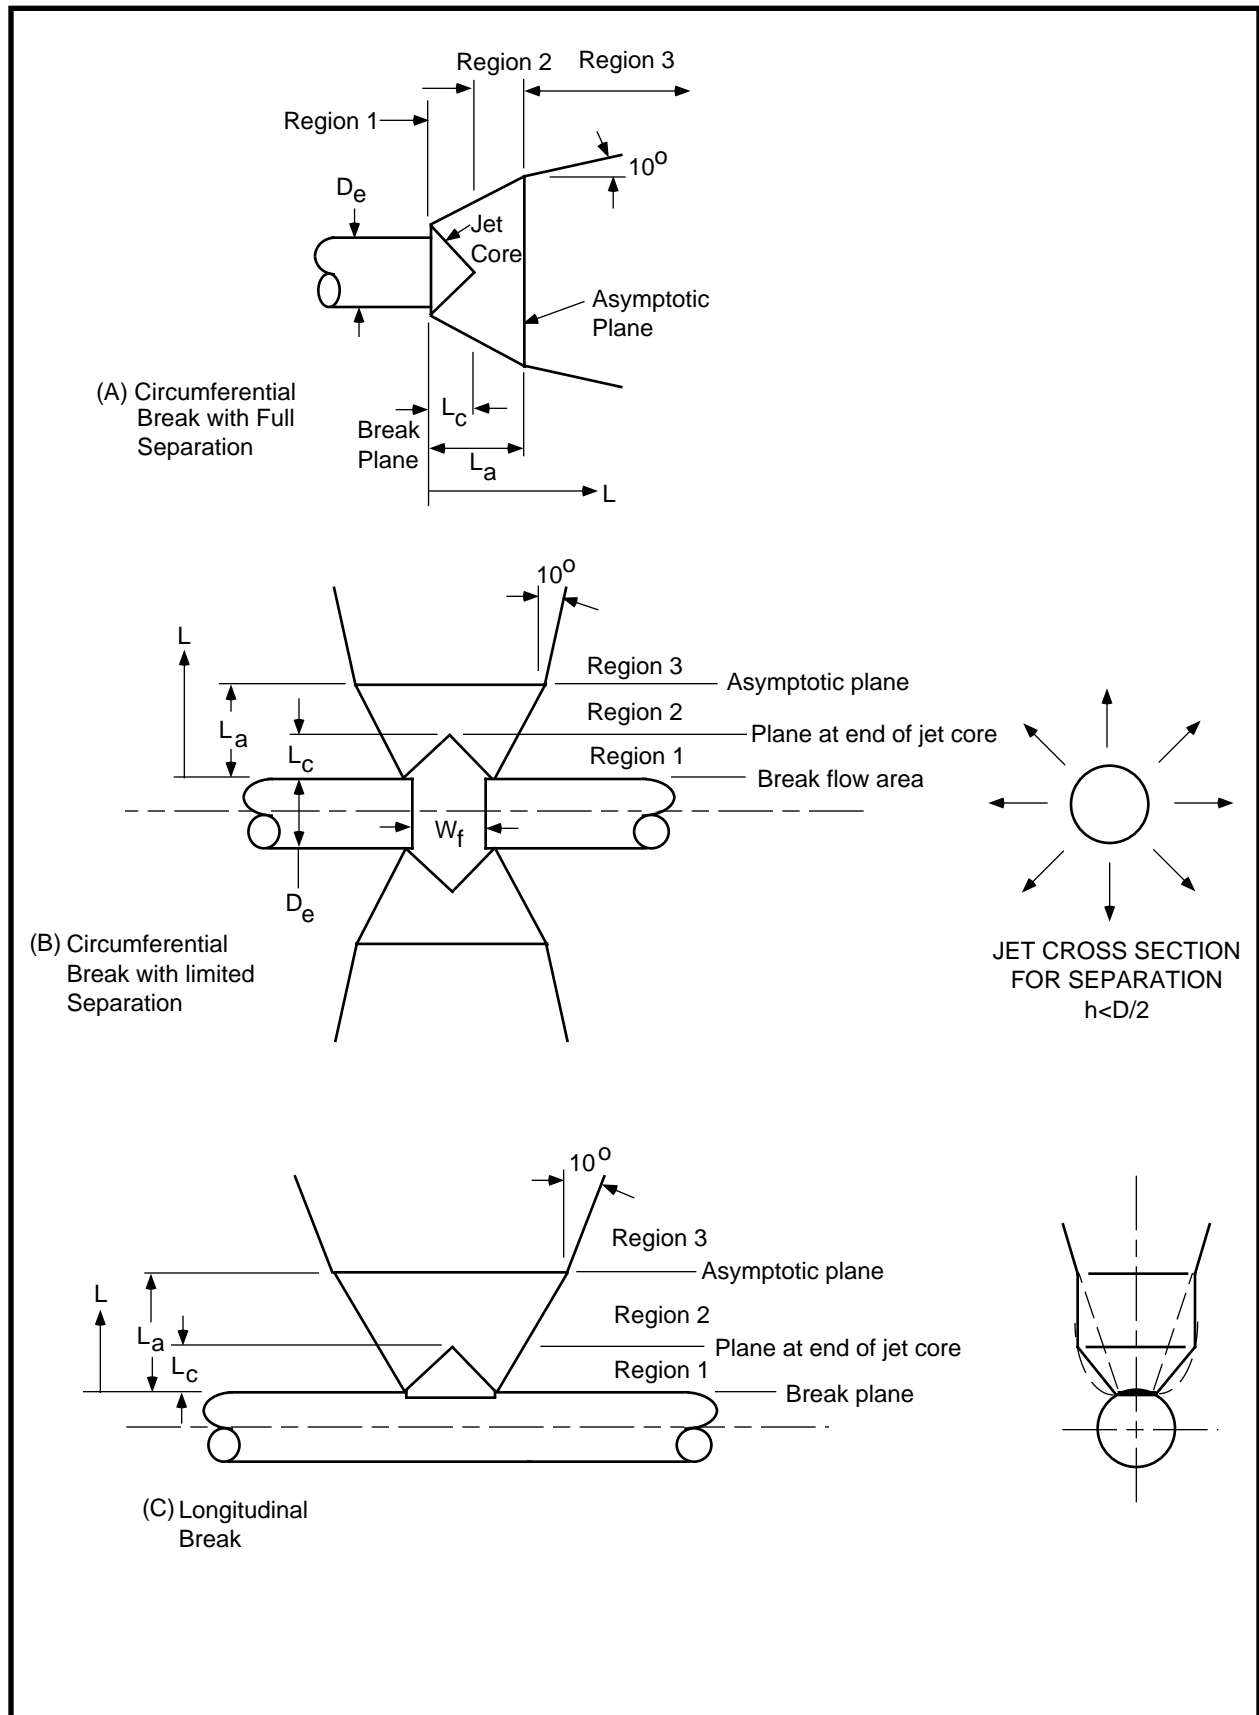 Region 2
Region 3
Region 1
10o
De
Jet
Core
Asymptotic
Plane
(A) Circumferential
Break with Full
Separation
Lc
Break
Plane
La
L
10o
L
Region 3
Asymptotic plane
La
Region 2
Plane at end of jet core
Lc
Region 1
Break flow area
Wf
De
(B) Circumferential
Break with limited
Separation
JET CROSS SECTION
FOR SEPARATION
h<D/2
10o
Region 3
Asymptotic plane
L
La
Region 2
Plane at end of jet core
Lc
Region 1
Break plane
(C) Longitudinal
Break